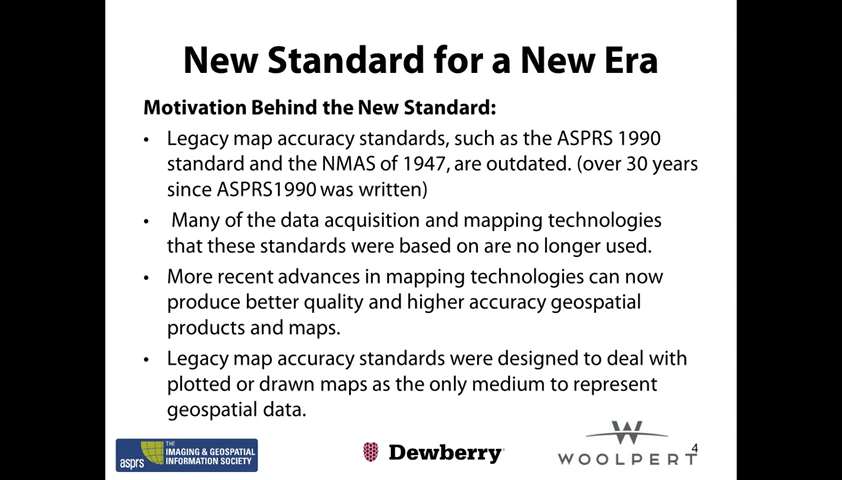 New Standard for a New Era
Motivation Behind the New Standard:
• Legacy map accuracy standards, such as the ASPRS 1990
standard and the NMAS of 1947, are outdated. (over 30 years
since ASPRS1990 was written)
• Many of the data acquisition and mapping technologies
that these standards were based on are no longer used.
• More recent advances in mapping technologies can now
produce better quality and higher accuracy geospatial
products and maps.
• Legacy map accuracy standards were designed to deal with
plotted or drawn maps as the only medium to represent
geospatial data.
asprs THE
IMAGING & GEOSPATIAL
INFORMATION SOCIETY
Dewberry
WOOLPERT
4